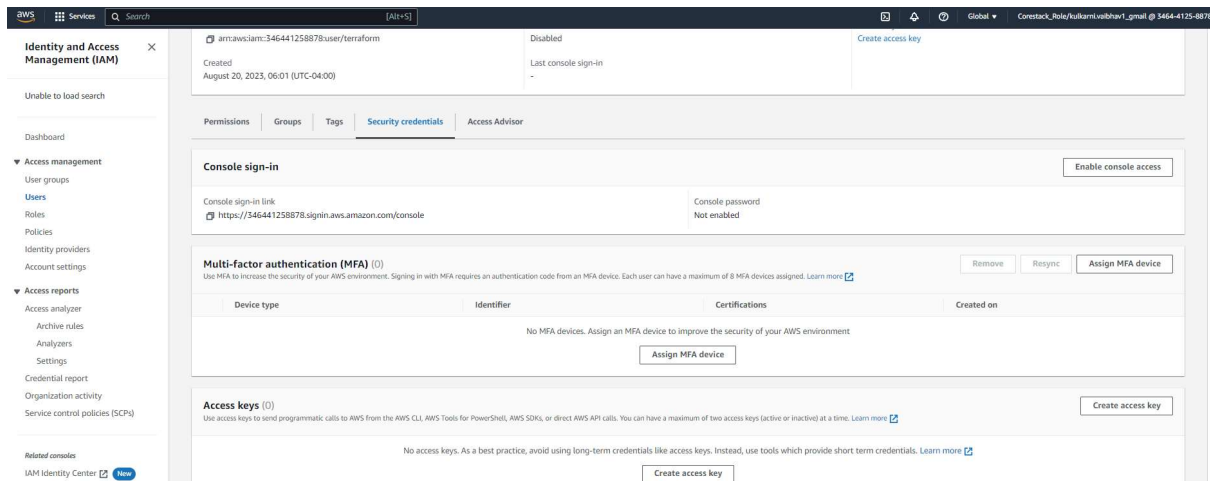 aws Services Search [Alt+S] Global Corestack_Role/kulkarni.vaibhav1_gmail @ 3464-4125-887
Identity and Access Management (IAM)
Unable to load search
Dashboard
Access management
User groups
Users
Roles
Policies
Identity providers
Account settings
Access reports
Access analyzer
Archive rules
Analyzers
Settings
Credential report
Organization activity
Service control policies (SCPs)
Related consoles
IAM Identity Center New
arn:aws:iam::346441258878:user/terraform
Disabled
Create access key
Created
August 20, 2023, 06:01 (UTC-04:00)
Last console sign-in
-
Permissions Groups Tags Security credentials Access Advisor
Console sign-in
Enable console access
Console sign-in link
https://346441258878.signin.aws.amazon.com/console
Console password
Not enabled
Multi-factor authentication (MFA) (0)
Use MFA to increase the security of your AWS environment. Signing in with MFA requires an authentication code from an MFA device. Each user can have a maximum of 8 MFA devices assigned. Learn more
Remove Resync Assign MFA device
Device type Identifier Certifications Created on
No MFA devices. Assign an MFA device to improve the security of your AWS environment
Assign MFA device
Access keys (0)
Use access keys to send programmatic calls to AWS from the AWS CLI, AWS Tools for PowerShell, AWS SDKs, or direct AWS API calls. You can have a maximum of two access keys (active or inactive) at a time. Learn more
Create access key
No access keys. As a best practice, avoid using long-term credentials like access keys. Instead, use tools which provide short term credentials. Learn more
Create access key